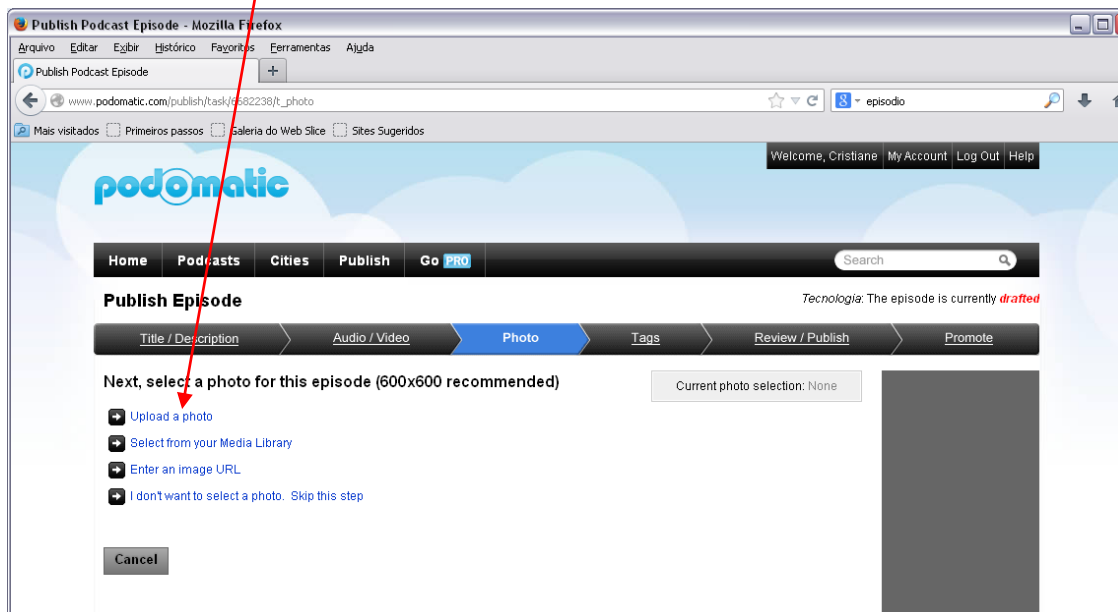 Publish Podcast Episode - Mozilla Firefox
Arquivo Editar Exibir Histórico Favoritos Ferramentas Ajuda
Publish Podcast Episode +
www.podomatic.com/publish/task/6582238/t_photo episodio
Mais visitados Primeiros passos Galeria do Web Slice Sites Sugeridos
Welcome, Cristiane My Account Log Out Help
podomatic
Home Podcasts Cities Publish Go PRO Search
Publish Episode Tecnologia: The episode is currently drafted
Title / Description Audio / Video Photo Tags Review / Publish Promote
Next, select a photo for this episode (600x600 recommended) Current photo selection: None
Upload a photo
Select from your Media Library
Enter an image URL
I don't want to select a photo. Skip this step
Cancel